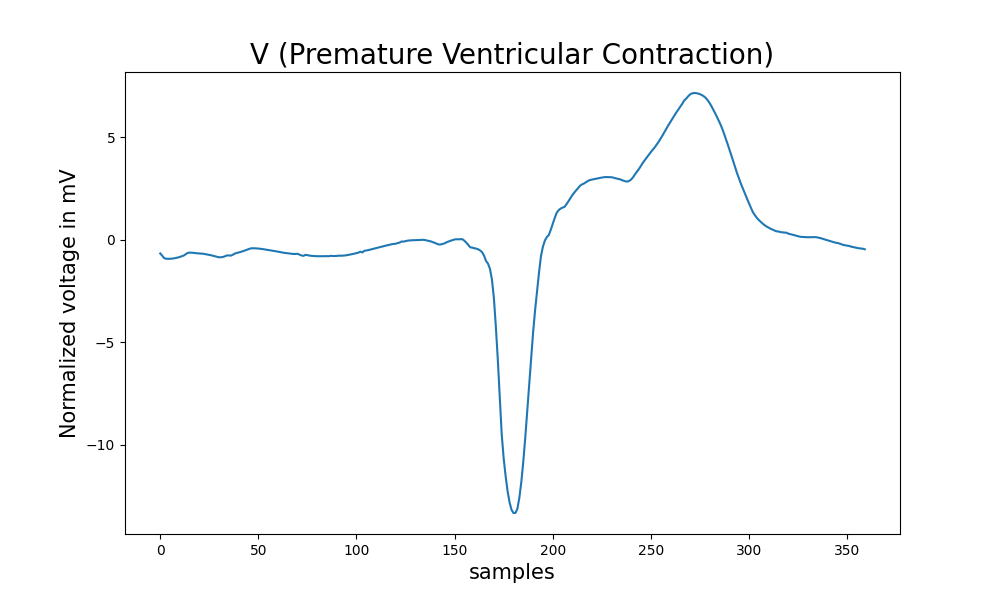 V (Premature Ventricular Contraction)
Normalized voltage in mV
5
0
−5
−10
0 50 100 150 200 250 300 350
samples